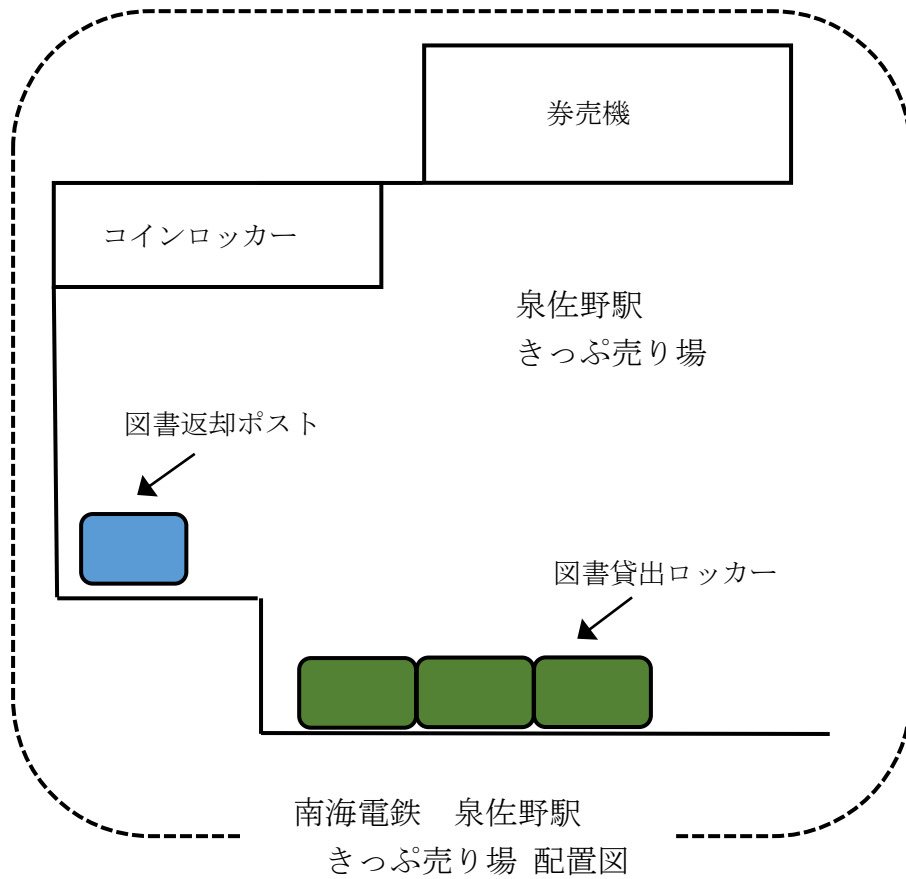 券売機
コインロッカー
泉佐野駅
きっぷ売り場
図書返却ポスト
図書貸出ロッカー
南海電鉄　泉佐野駅
きっぷ売り場 配置図